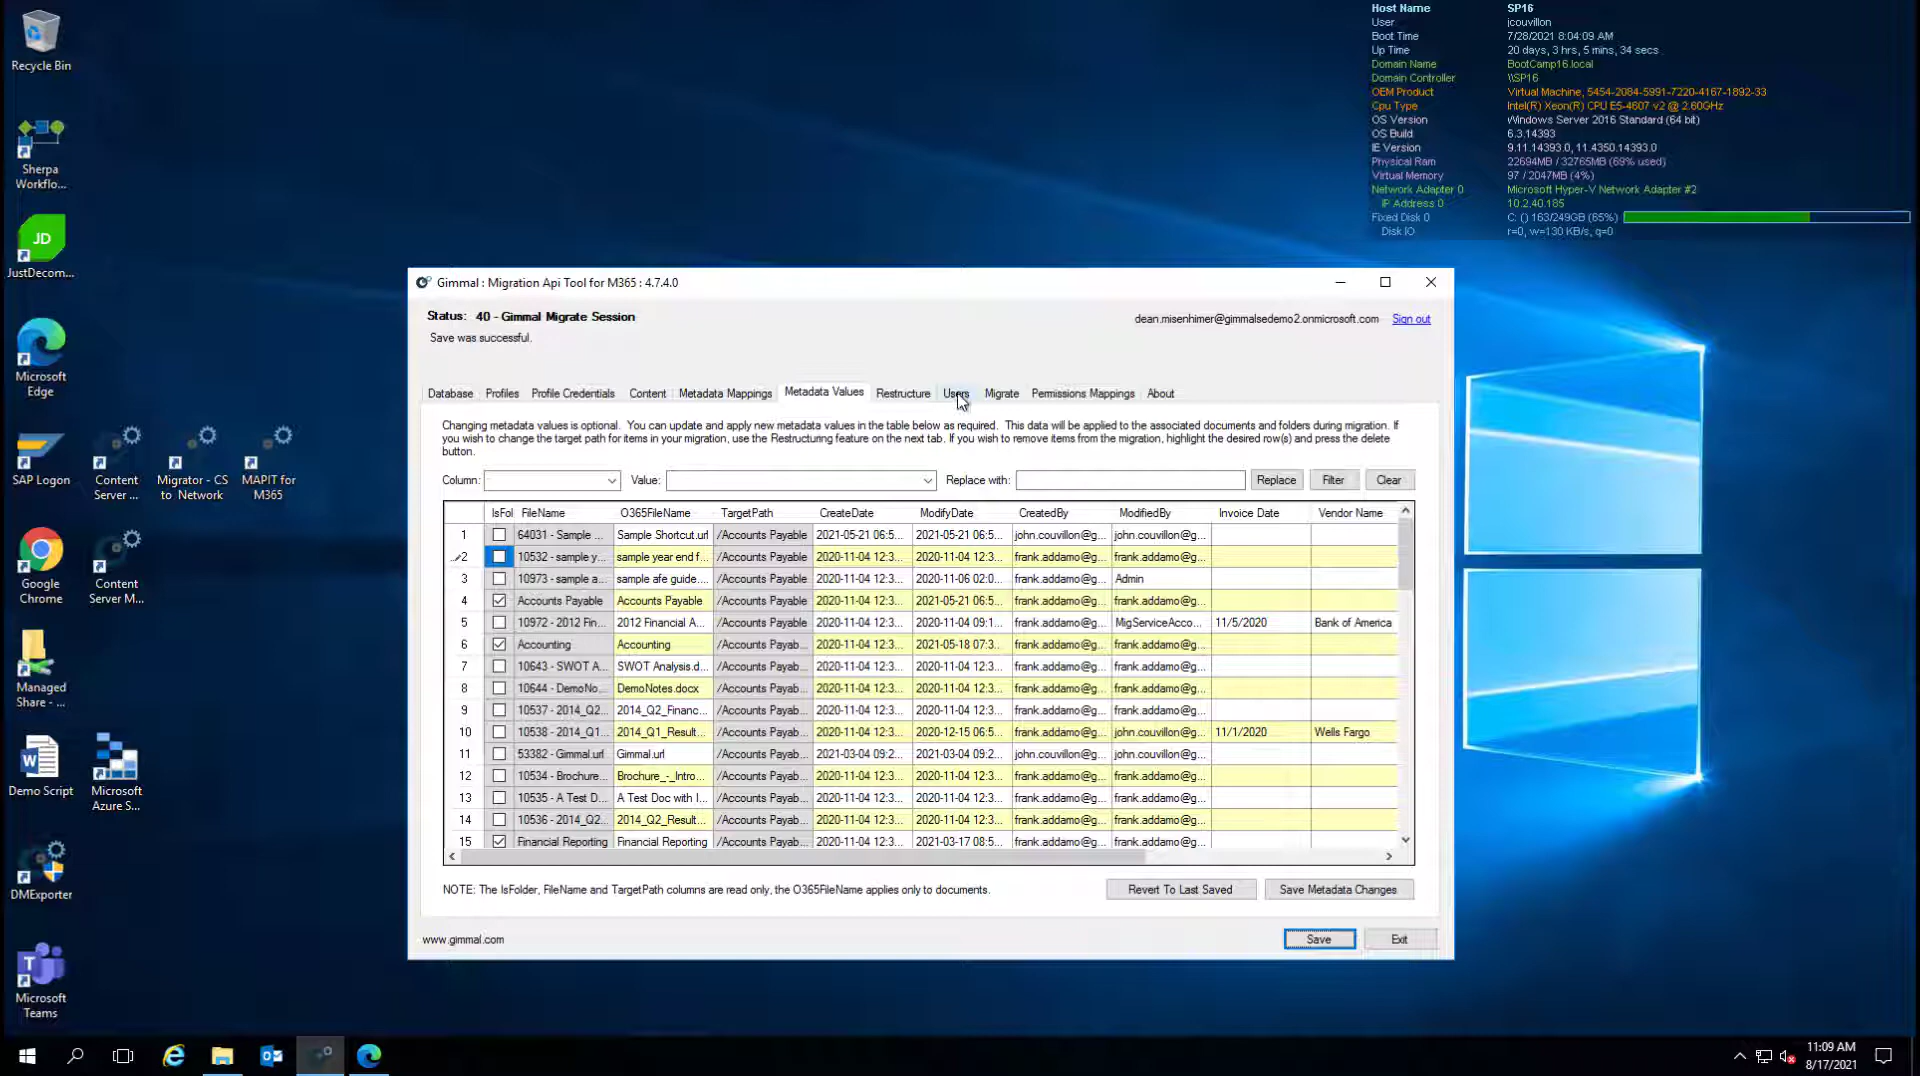 Recycle Bin
Sherpa
Workflo...
JD
JustDecom...
Microsoft
Edge
SAP Logon
Content
Server ...
Migrator - CS
to Network
MAPIT for
M365
Google
Chrome
Content
Server M...
Managed
Share - ...
Demo Script
Microsoft
Azure S...
DMExporter
Microsoft
Teams
Host Name SP16
User jcouvillon
Boot Time 7/28/2021 8:04:09 AM
Up Time 20 days, 3 hrs, 5 mins, 34 secs
Domain Name BootCamp16.local
Domain Controller \\SP16
OEM Product Virtual Machine, 5454-2084-5991-7220-4167-1892-33
Cpu Type Intel(R) Xeon(R) CPU E5-4607 v2 @ 2.60GHz
OS Version Windows Server 2016 Standard (64 bit)
OS Build 6.3.14393
IE Version 9.11.14393.0, 11.4350.14393.0
Physical Ram 22694MB / 32765MB (69% used)
Virtual Memory 97 / 2047MB (4%)
Network Adapter 0 Microsoft Hyper-V Network Adapter #2
IP Address 0 10.2.40.185
Fixed Disk 0 C: () 163/249GB (65%)
Disk IO r=0, w=130 KB/s, q=0
Gimmal : Migration Api Tool for M365 : 4.7.4.0
Status: 40 - Gimmal Migrate Session
dean.misenhimer@gimmalsedemo2.onmicrosoft.com Sign out
Save was successful.
Database Profiles Profile Credentials Content Metadata Mappings Metadata Values Restructure Users Migrate Permissions Mappings About
Changing metadata values is optional. You can update and apply new metadata values in the table below as required. This data will be applied to the associated documents and folders during migration. If
you wish to change the target path for items in your migration, use the Restructuring feature on the next tab. If you wish to remove items from the migration, highlight the desired row(s) and press the delete
button.
Column: Value: Replace with: Replace Filter Clear
IsFol FileName O365FileName TargetPath CreateDate ModifyDate CreatedBy ModifiedBy Invoice Date Vendor Name
1 64031 - Sample ... Sample Shortcut.url /Accounts Payable 2021-05-21 06:5... 2021-05-21 06:5... john.couvillon@g... john.couvillon@g...
2 10532 - sample y... sample year end f... /Accounts Payable 2020-11-04 12:3... 2020-11-04 12:3... frank.addamo@g... frank.addamo@g...
3 10973 - sample a... sample afe guide.... /Accounts Payable 2020-11-04 12:3... 2020-11-06 02:0... frank.addamo@g... Admin
4 Accounts Payable Accounts Payable /Accounts Payable 2020-11-04 12:3... 2021-05-21 06:5... frank.addamo@g... frank.addamo@g...
5 10972 - 2012 Fin... 2012 Financial A... /Accounts Payable 2020-11-04 12:3... 2020-11-04 09:1... frank.addamo@g... MigServiceAcco... 11/5/2020 Bank of America
6 Accounting Accounting /Accounts Payab... 2020-11-04 12:3... 2021-05-18 07:3... frank.addamo@g... frank.addamo@g...
7 10643 - SWOT A... SWOT Analysis.d... /Accounts Payab... 2020-11-04 12:3... 2020-11-04 12:3... frank.addamo@g... frank.addamo@g...
8 10644 - DemoNo... DemoNotes.docx /Accounts Payab... 2020-11-04 12:3... 2020-11-04 12:3... frank.addamo@g... frank.addamo@g...
9 10537 - 2014_Q2... 2014_Q2_Financ... /Accounts Payab... 2020-11-04 12:3... 2020-11-04 12:3... frank.addamo@g... frank.addamo@g...
10 10538 - 2014_Q1... 2014_Q1_Result... /Accounts Payab... 2020-11-04 12:3... 2020-12-15 06:5... frank.addamo@g... john.couvillon@g... 11/1/2020 Wells Fargo
11 53382 - Gimmal.url Gimmal.url /Accounts Payab... 2021-03-04 09:2... 2021-03-04 09:2... john.couvillon@g... john.couvillon@g...
12 10534 - Brochure... Brochure_-_Intro... /Accounts Payab... 2020-11-04 12:3... 2020-11-04 12:3... frank.addamo@g... frank.addamo@g...
13 10535 - A Test D... A Test Doc with I... /Accounts Payab... 2020-11-04 12:3... 2020-11-04 12:3... frank.addamo@g... frank.addamo@g...
14 10536 - 2014_Q2... 2014_Q2_Result... /Accounts Payab... 2020-11-04 12:3... 2020-11-04 12:3... frank.addamo@g... frank.addamo@g...
15 Financial Reporting Financial Reporting /Accounts Payab... 2020-11-04 12:3... 2021-03-17 08:5... frank.addamo@g... frank.addamo@g...
NOTE: The IsFolder, FileName and TargetPath columns are read only, the O365FileName applies only to documents.
Revert To Last Saved Save Metadata Changes
www.gimmal.com Save Exit
11:09 AM
8/17/2021